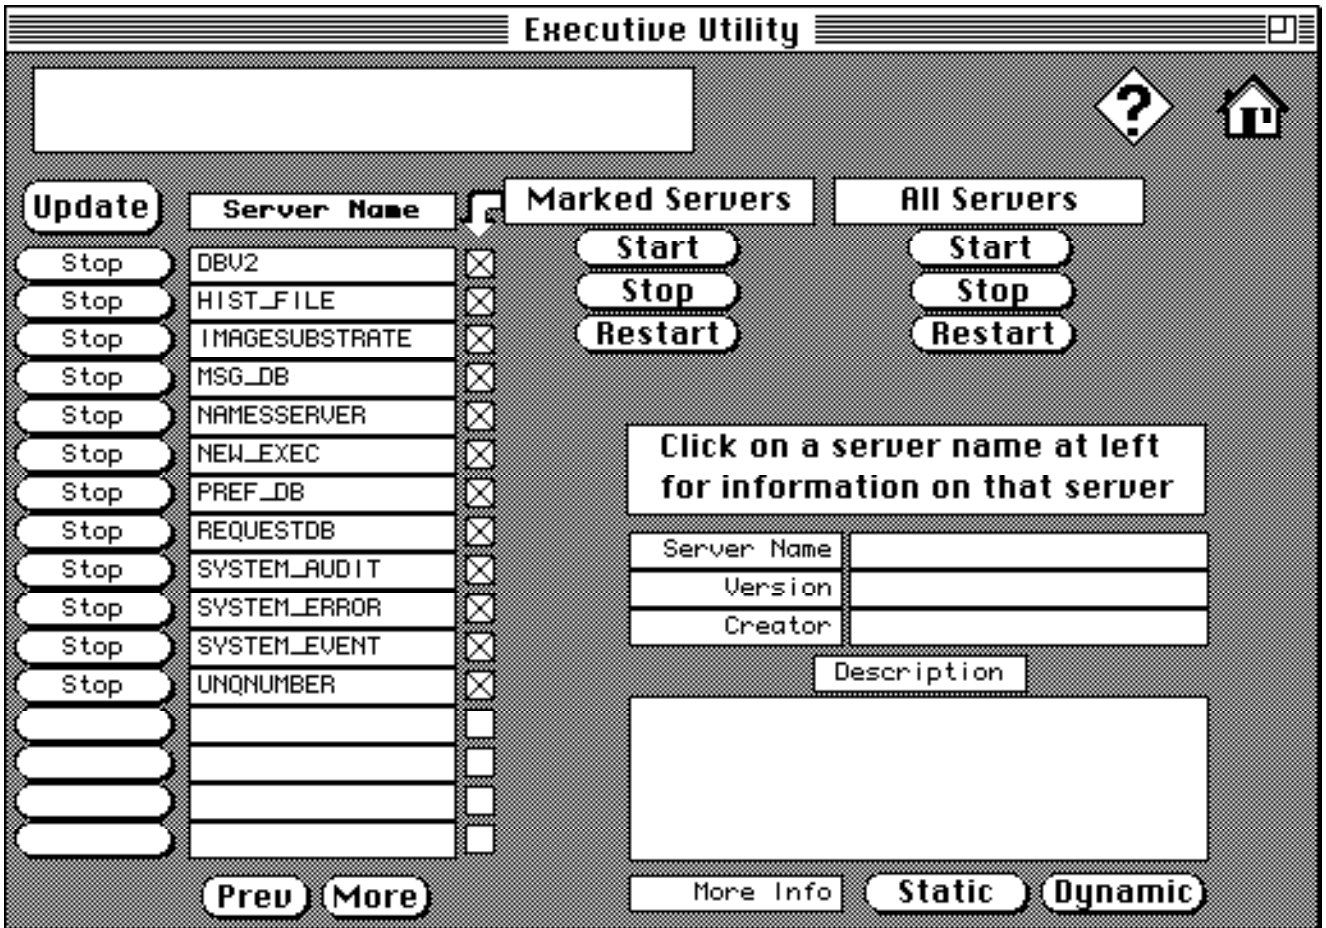 Executive Utility
?
Update
Server Name
Marked Servers
All Servers
Start
Stop
Restart
Start
Stop
Restart
Stop DBV2
Stop HIST_FILE
Stop IMAGESUBSTRATE
Stop MSG_DB
Stop NAMESSERVER
Stop NEW_EXEC
Stop PREF_DB
Stop REQUESTDB
Stop SYSTEM_AUDIT
Stop SYSTEM_ERROR
Stop SYSTEM_EVENT
Stop UNQNUMBER
Prev More
Click on a server name at left
for information on that server
Server Name
Version
Creator
Description
More Info Static Dynamic